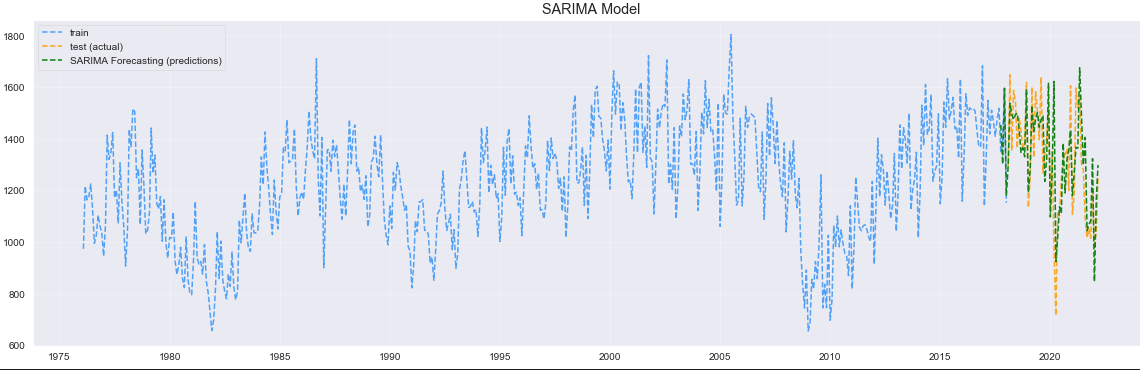 SARIMA Model
train
test (actual)
SARIMA Forecasting (predictions)
1800
1600
1400
1200
1000
800
600
1975 1980 1985 1990 1995 2000 2005 2010 2015 2020